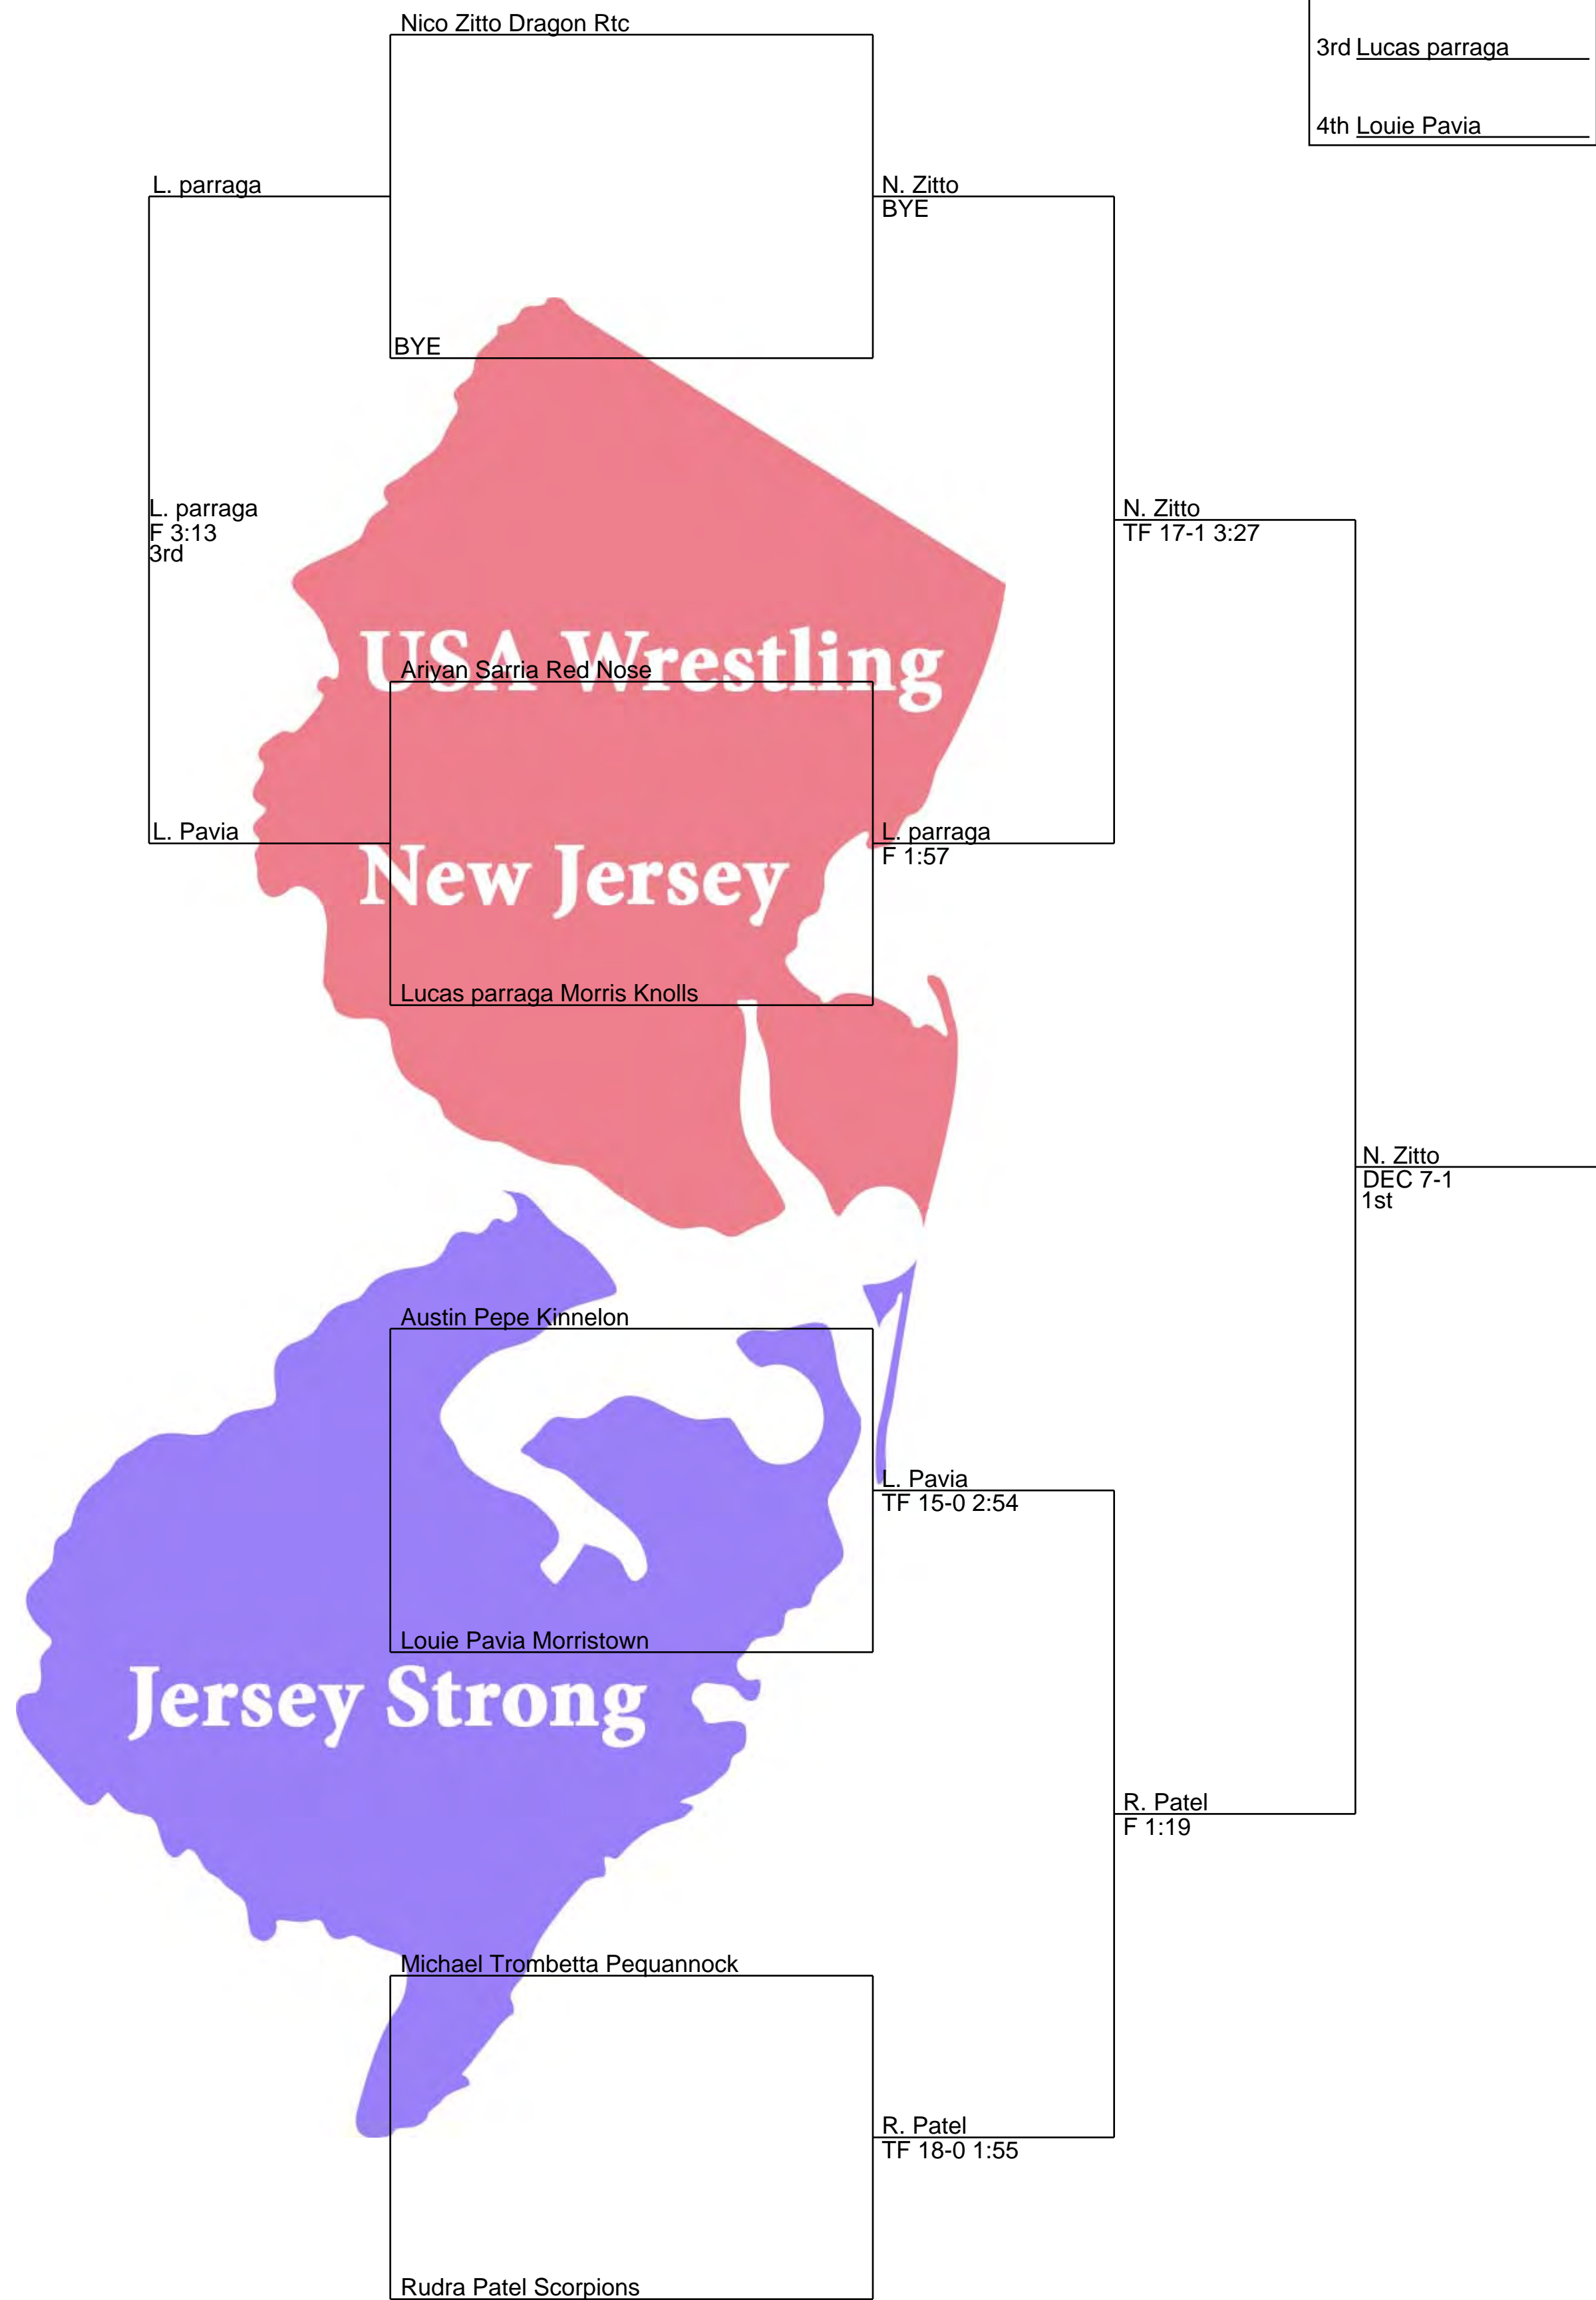 Nico Zitto Dragon Rtc
3rd Lucas parraga
4th Louie Pavia
L. parraga
N. Zitto
BYE
BYE
L. parraga
F 3:13
3rd
N. Zitto
TF 17-1 3:27
USA Wrestling
Ariyan Sarria Red Nose
L. Pavia
L. parraga
F 1:57
New Jersey
Lucas parraga Morris Knolls
N. Zitto
DEC 7-1
1st
Austin Pepe Kinnelon
L. Pavia
TF 15-0 2:54
Louie Pavia Morristown
Jersey Strong
R. Patel
F 1:19
Michael Trombetta Pequannock
R. Patel
TF 18-0 1:55
Rudra Patel Scorpions